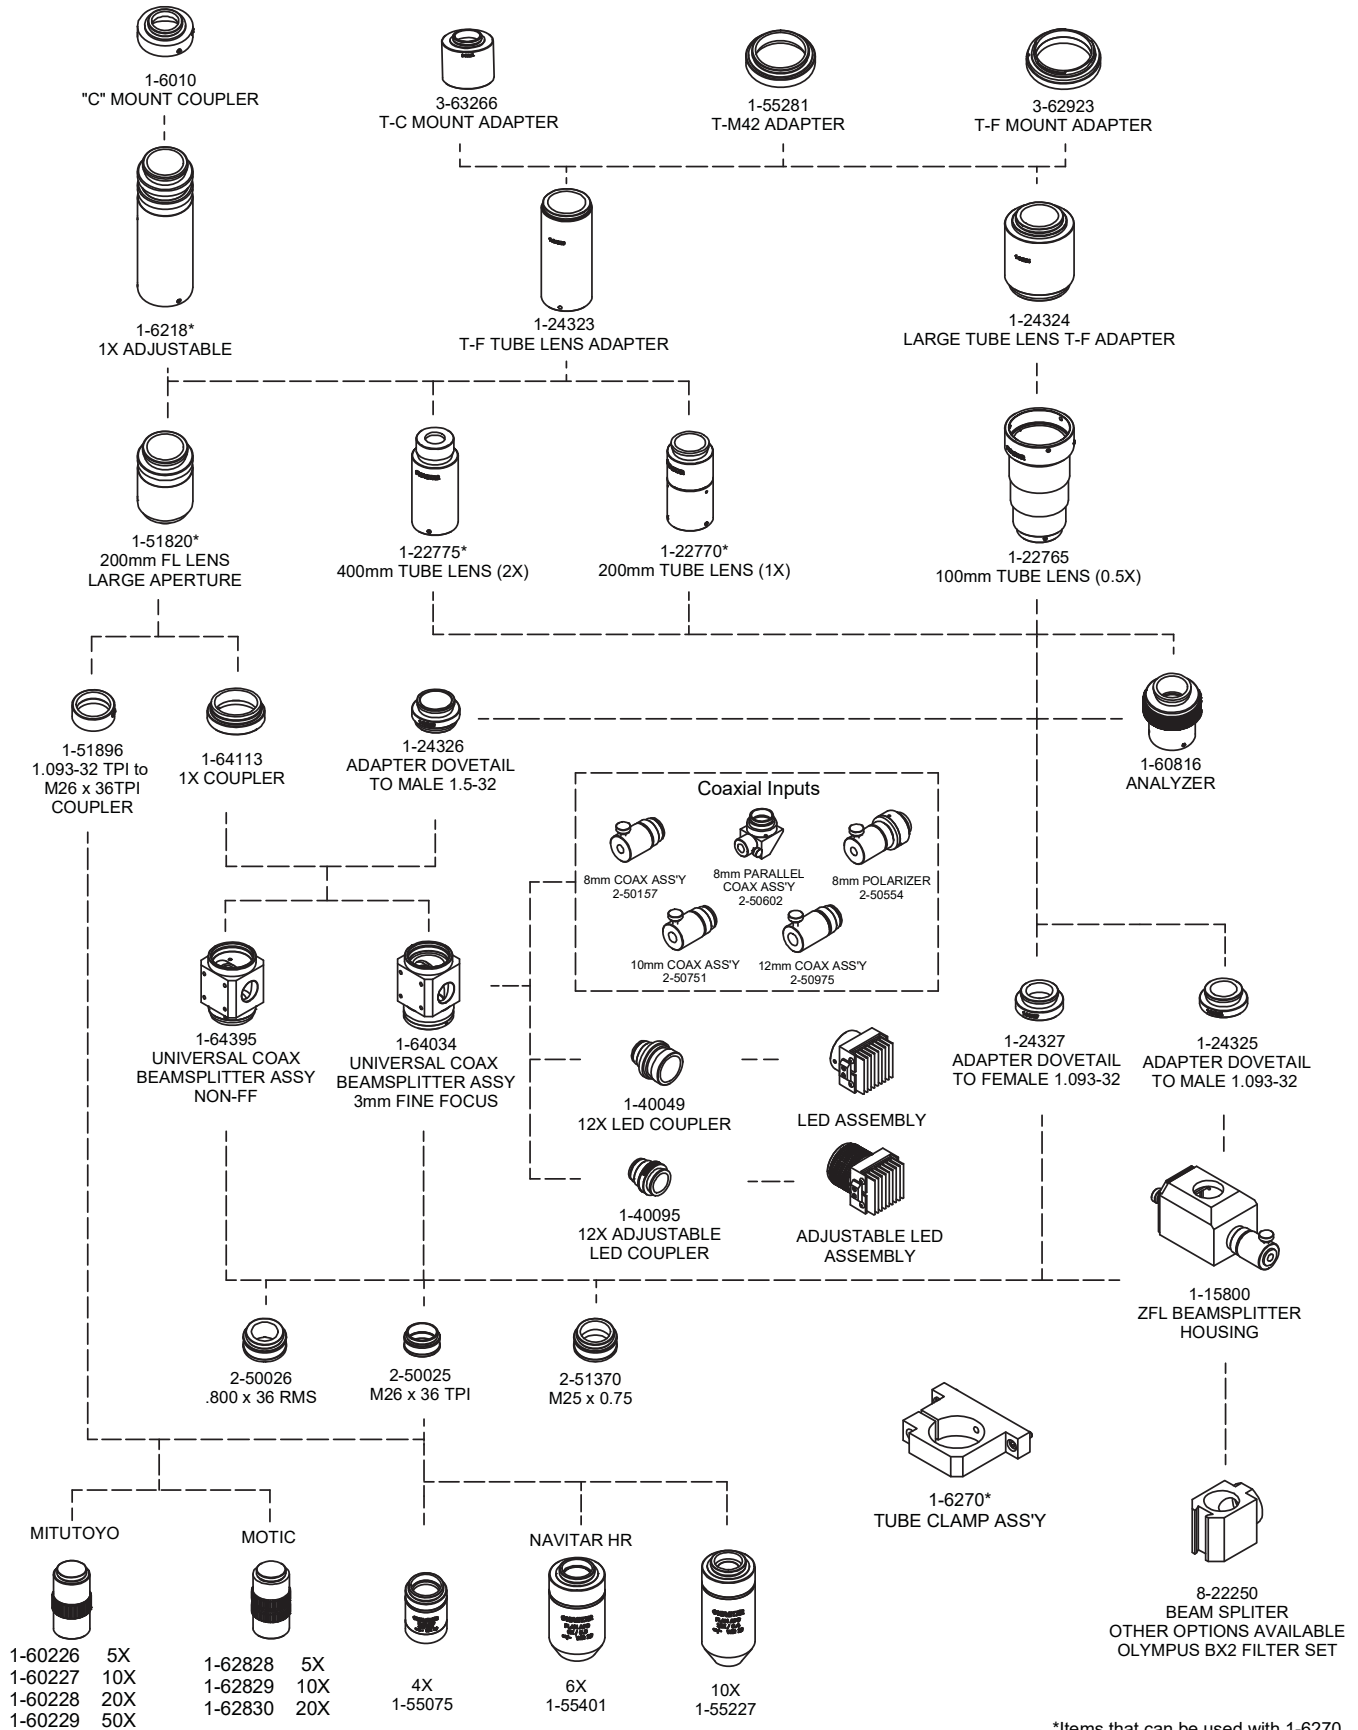 1-6010
"C" MOUNT COUPLER
3-63266
T-C MOUNT ADAPTER
1-55281
T-M42 ADAPTER
3-62923
T-F MOUNT ADAPTER
1-6218*
1X ADJUSTABLE
1-24323
T-F TUBE LENS ADAPTER
1-24324
LARGE TUBE LENS T-F ADAPTER
1-51820*
200mm FL LENS
LARGE APERTURE
1-22775*
400mm TUBE LENS (2X)
1-22770*
200mm TUBE LENS (1X)
1-22765
100mm TUBE LENS (0.5X)
1-51896
1.093-32 TPI to
M26 x 36TPI
COUPLER
1-64113
1X COUPLER
1-24326
ADAPTER DOVETAIL
TO MALE 1.5-32
1-60816
ANALYZER
Coaxial Inputs
8mm COAX ASS'Y
2-50157
8mm PARALLEL
COAX ASS'Y
2-50602
8mm POLARIZER
2-50554
10mm COAX ASS'Y
2-50751
12mm COAX ASS'Y
2-50975
1-64395
UNIVERSAL COAX
BEAMSPLITTER ASSY
NON-FF
1-64034
UNIVERSAL COAX
BEAMSPLITTER ASSY
3mm FINE FOCUS
1-40049
12X LED COUPLER
LED ASSEMBLY
1-24327
ADAPTER DOVETAIL
TO FEMALE 1.093-32
1-24325
ADAPTER DOVETAIL
TO MALE 1.093-32
1-40095
12X ADJUSTABLE
LED COUPLER
ADJUSTABLE LED
ASSEMBLY
1-15800
ZFL BEAMSPLITTER
HOUSING
2-50026
.800 x 36 RMS
2-50025
M26 x 36 TPI
2-51370
M25 x 0.75
1-6270*
TUBE CLAMP ASS'Y
8-22250
BEAM SPLITER
OTHER OPTIONS AVAILABLE
OLYMPUS BX2 FILTER SET
MITUTOYO
MOTIC
NAVITAR HR
1-60226 5X
1-60227 10X
1-60228 20X
1-60229 50X
1-62828 5X
1-62829 10X
1-62830 20X
4X
1-55075
6X
1-55401
10X
1-55227
*Items that can be used with 1-6270